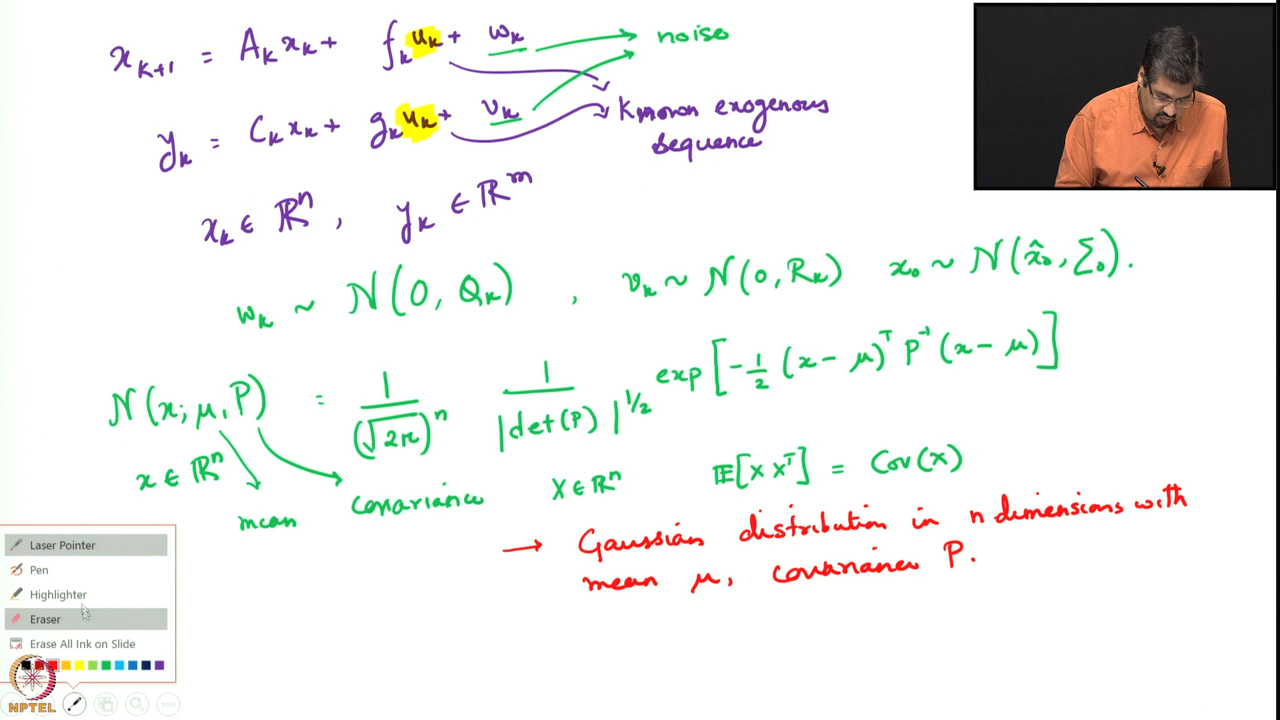 x_{k+1} = A_k x_k + f_k u_k + w_k → noise
y_k = C_k x_k + g_k u_k + v_k
Known exogenous
sequence
x_k ∈ ℝ^n , y_k ∈ ℝ^m
w_k ~ N(0, Q_k) , v_k ~ N(0, R_k) x_0 ~ N(x̂_0, Σ_0).
N(x; μ, P) = 1/(√2π)^n 1/|det(P)|^{1/2} exp[-1/2 (x - μ)^T P^{-1} (x - μ)]
x ∈ ℝ^n
mean
covariance
X ∈ ℝ^n 𝔼[X X^T] = Cov(X)
→ Gaussian distribution in n dimensions with
mean μ, covariance P.
Laser Pointer
Pen
Highlighter
Eraser
Erase All Ink on Slide
NPTEL